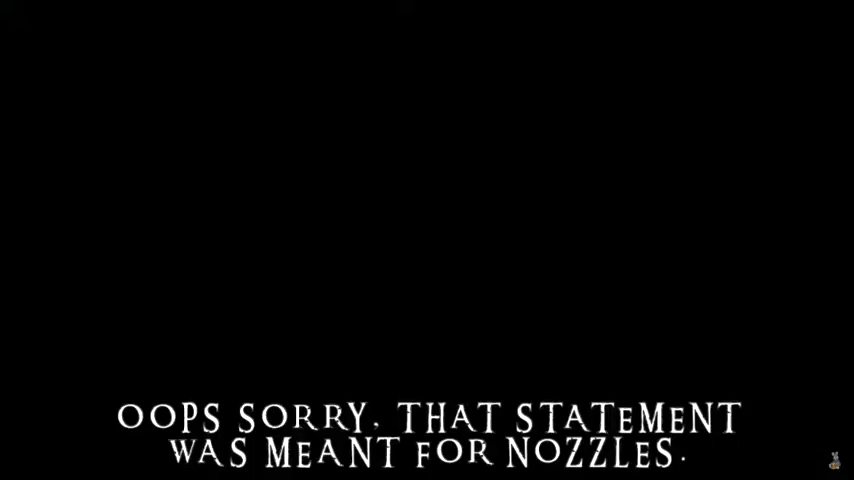 OOPS SORRY, THAT STATEMENT
WAS MEANT FOR NOZZLES.